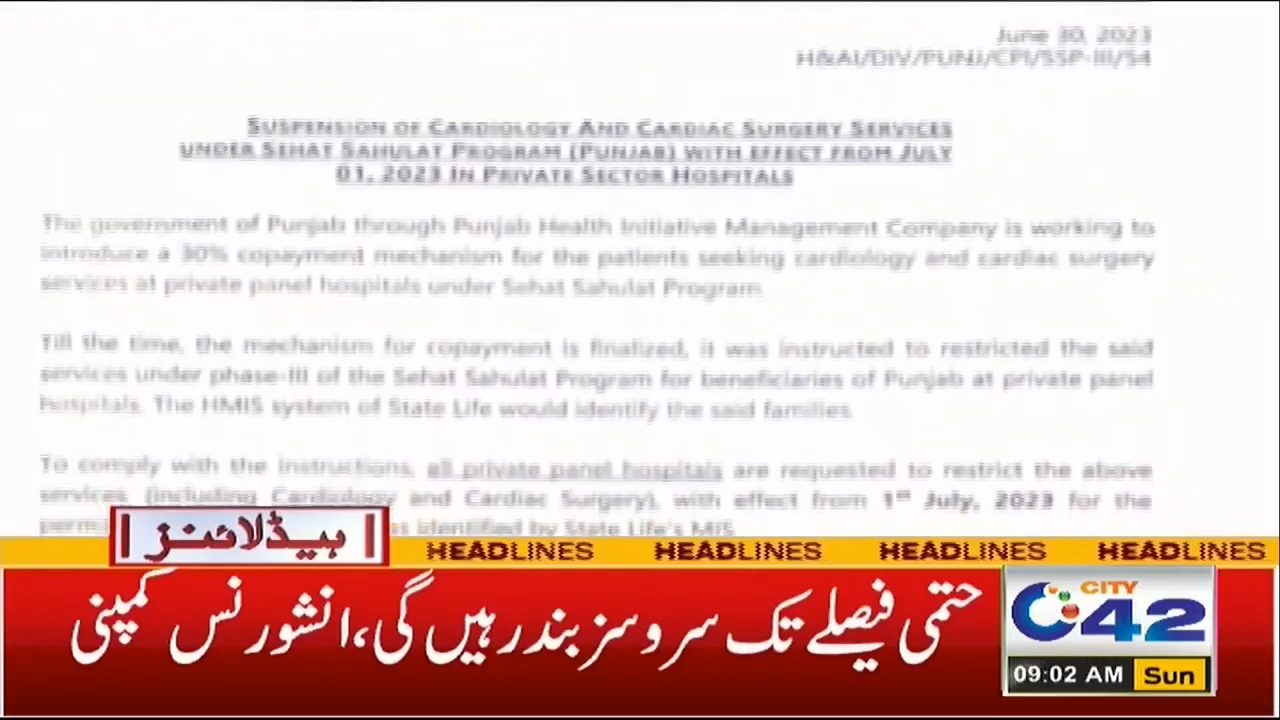 June 30, 2023
H&AI/DIV/PUNJ/CPI/SSP-III/54
SUSPENSION OF CARDIOLOGY AND CARDIAC SURGERY SERVICES
UNDER SEHAT SAHULAT PROGRAM (PUNJAB) WITH EFFECT FROM JULY
01, 2023 IN PRIVATE SECTOR HOSPITALS
The government of Punjab through Punjab Health Initiative Management Company is working to
introduce a 30% copayment mechanism for the patients seeking cardiology and cardiac surgery
services at private panel hospitals under Sehat Sahulat Program.
Till the time, the mechanism for copayment is finalized, it was instructed to restricted the said
services under phase-III of the Sehat Sahulat Program for beneficiaries of Punjab at private panel
hospitals. The HMIS system of State Life would identify the said families.
To comply with the instructions, all private panel hospitals are requested to restrict the above
services, (including Cardiology and Cardiac Surgery), with effect from 1st July, 2023 for the
as identified by State Life's MIS.
ہیڈلائنز
HEADLINES HEADLINES HEADLINES HEADLINES
حتمی فیصلے تک سروسز بند رہیں گی، انشورنس کمپنی
CITY
42
09:02 AM Sun